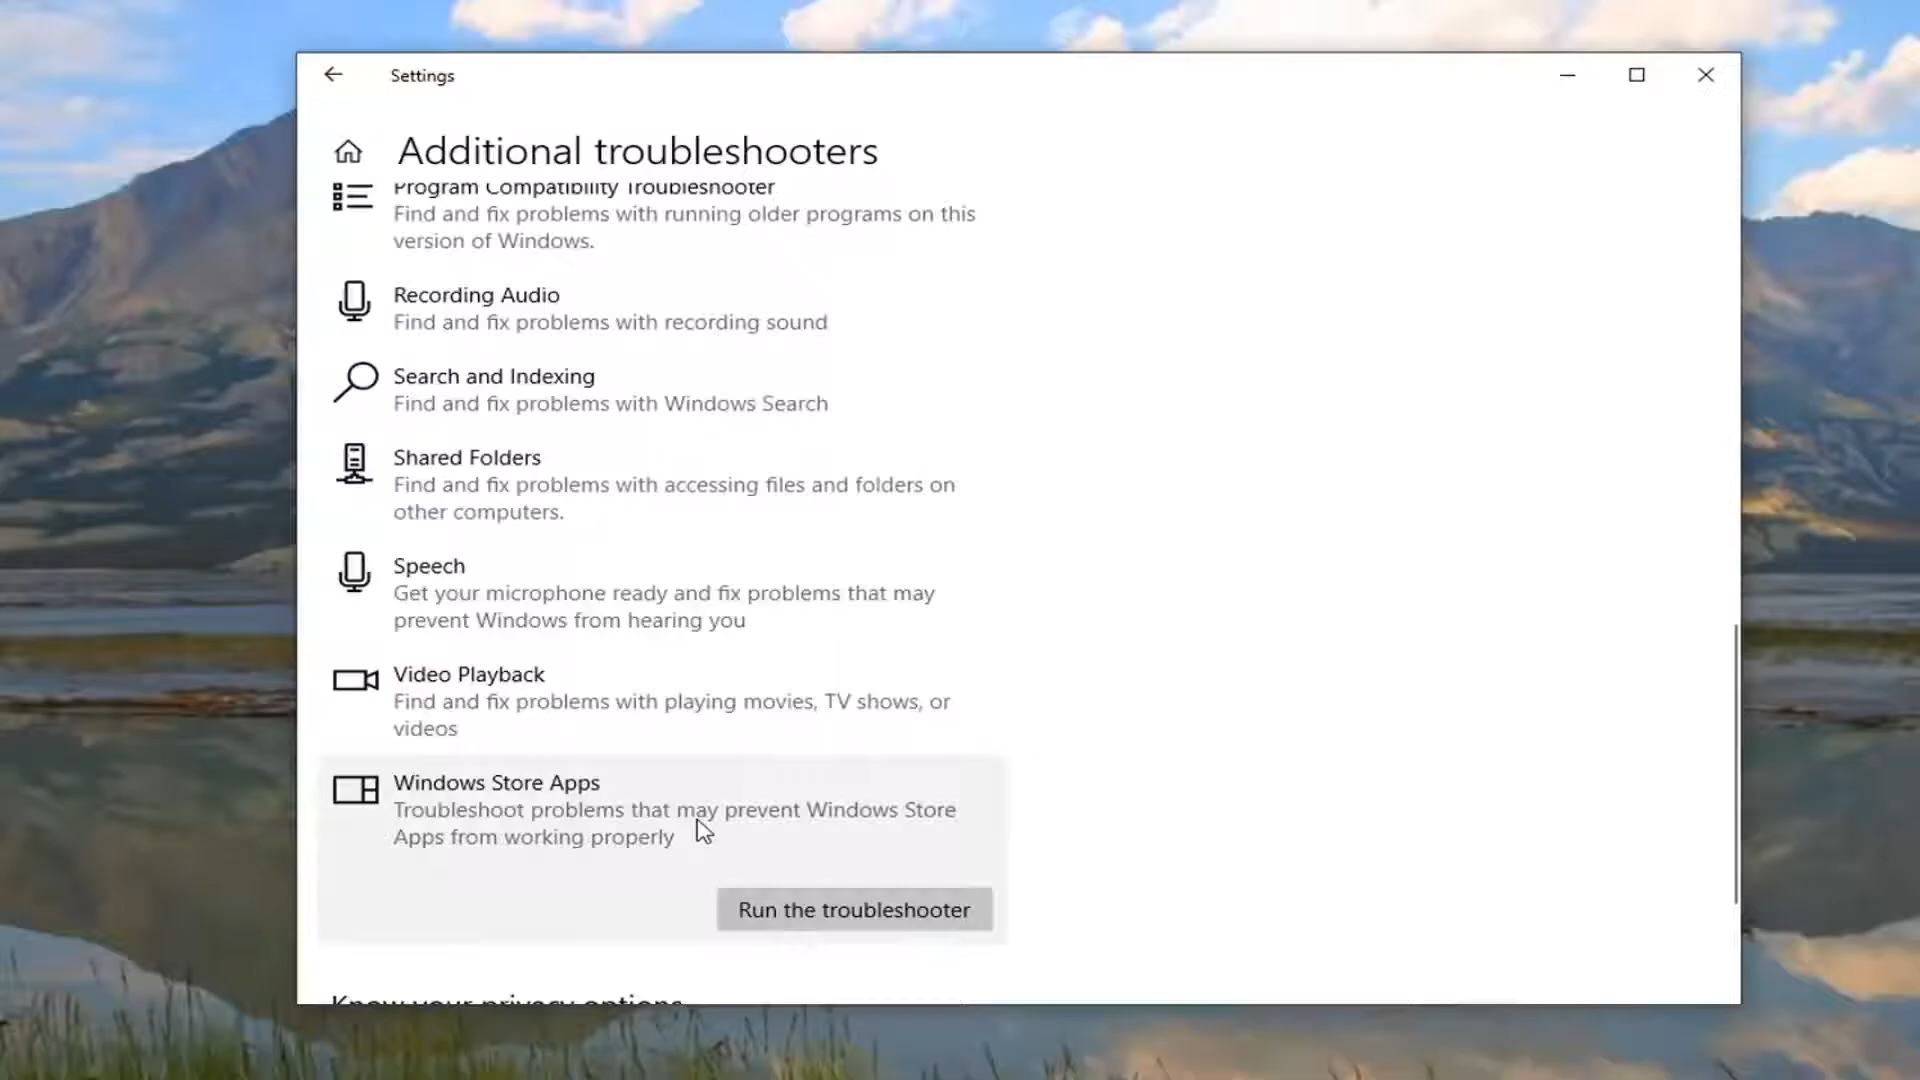 Settings
Additional troubleshooters
Program Compatibility Troubleshooter
Find and fix problems with running older programs on this
version of Windows.
Recording Audio
Find and fix problems with recording sound
Search and Indexing
Find and fix problems with Windows Search
Shared Folders
Find and fix problems with accessing files and folders on
other computers.
Speech
Get your microphone ready and fix problems that may
prevent Windows from hearing you
Video Playback
Find and fix problems with playing movies, TV shows, or
videos
Windows Store Apps
Troubleshoot problems that may prevent Windows Store
Apps from working properly
Run the troubleshooter
Know your privacy options